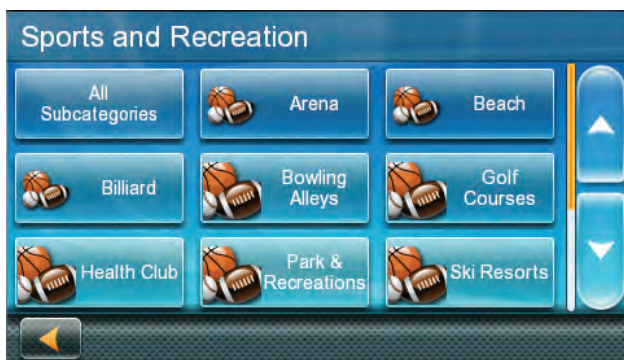 Sports and Recreation
All
Subcategories
Arena
Beach
Billiard
Bowling
Alleys
Golf
Courses
Health Club
Park &
Recreations
Ski Resorts